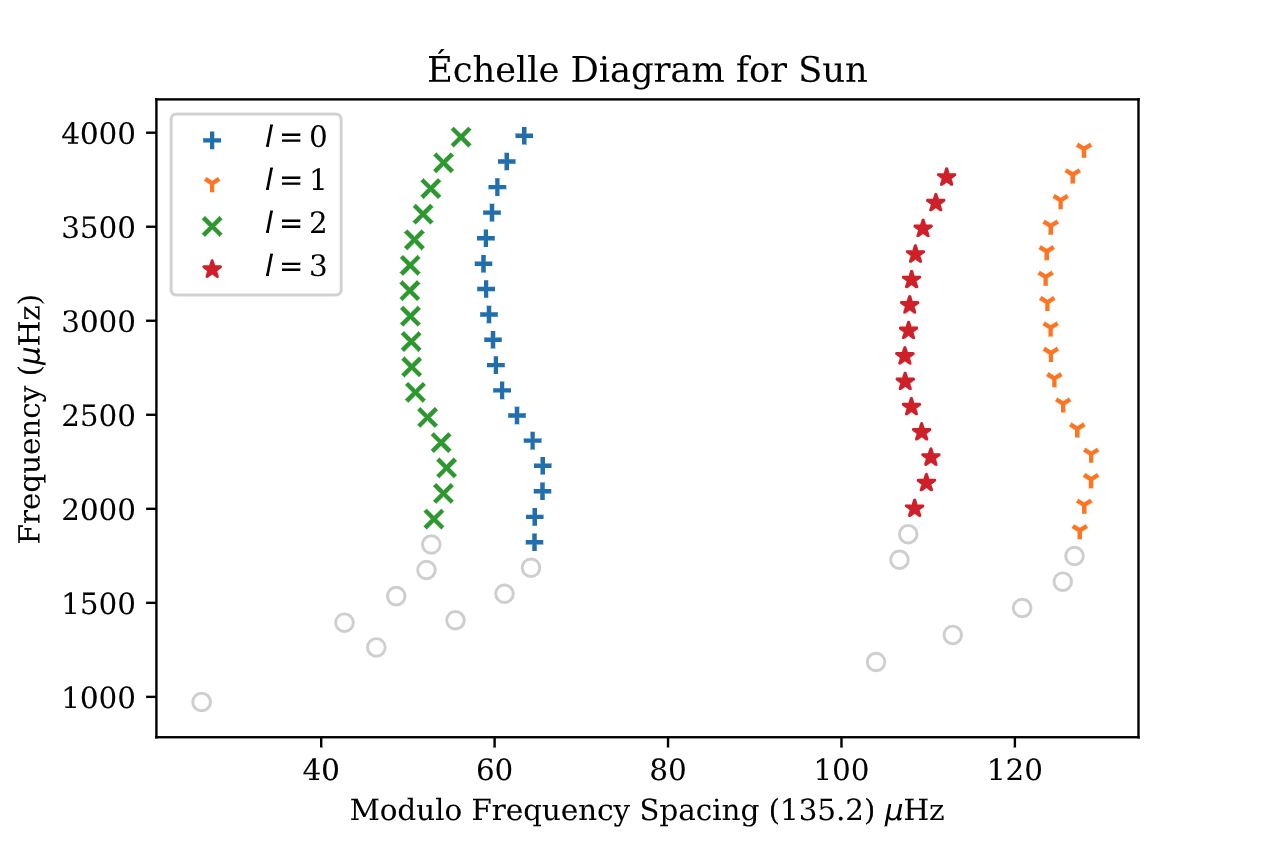 Échelle Diagram for Sun
l = 0
l = 1
l = 2
l = 3
4000
3500
3000
2500
2000
1500
1000
Frequency (μHz)
40 60 80 100 120
Modulo Frequency Spacing (135.2) μHz